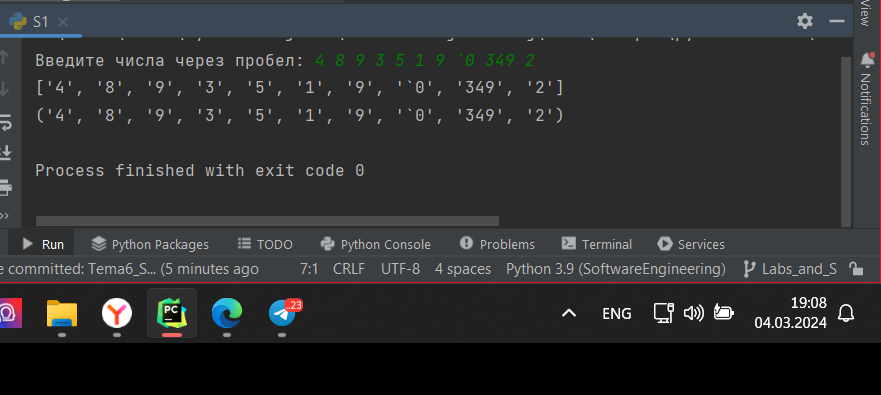 S1
Введите числа через пробел: 4 8 9 3 5 1 9 `0 349 2
['4', '8', '9', '3', '5', '1', '9', '`0', '349', '2']
('4', '8', '9', '3', '5', '1', '9', '`0', '349', '2')
Process finished with exit code 0
View
Notifications
Run Python Packages TODO Python Console Problems Terminal Services
e committed: Tema6_S... (5 minutes ago 7:1 CRLF UTF-8 4 spaces Python 3.9 (SoftwareEngineering) Labs_and_S
PC
Y
..23
ENG
19:08
04.03.2024